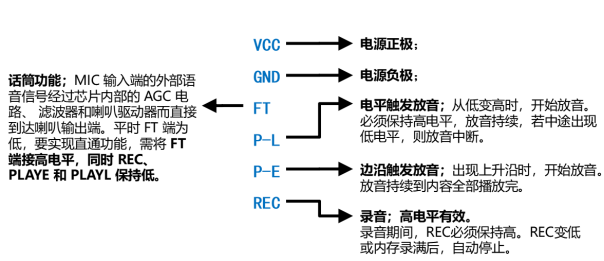 VCC
电源正极；
GND
电源负极；
话筒功能；MIC 输入端的外部语
音信号经过芯片内部的 AGC 电
路、 滤波器和喇叭驱动器而直接
到达喇叭输出端。平时 FT 端为
低，要实现直通功能，需将 FT
端接高电平，同时 REC、
PLAYE 和 PLAYL 保持低。
FT
P-L
电平触发放音；从低变高时，开始放音。
必须保持高电平，放音持续，若中途出现
低电平，则放音中断。
P-E
边沿触发放音；出现上升沿时，开始放音。
放音持续到内容全部播放完。
REC
录音；高电平有效。
录音期间，REC必须保持高。REC变低
或内存录满后，自动停止。